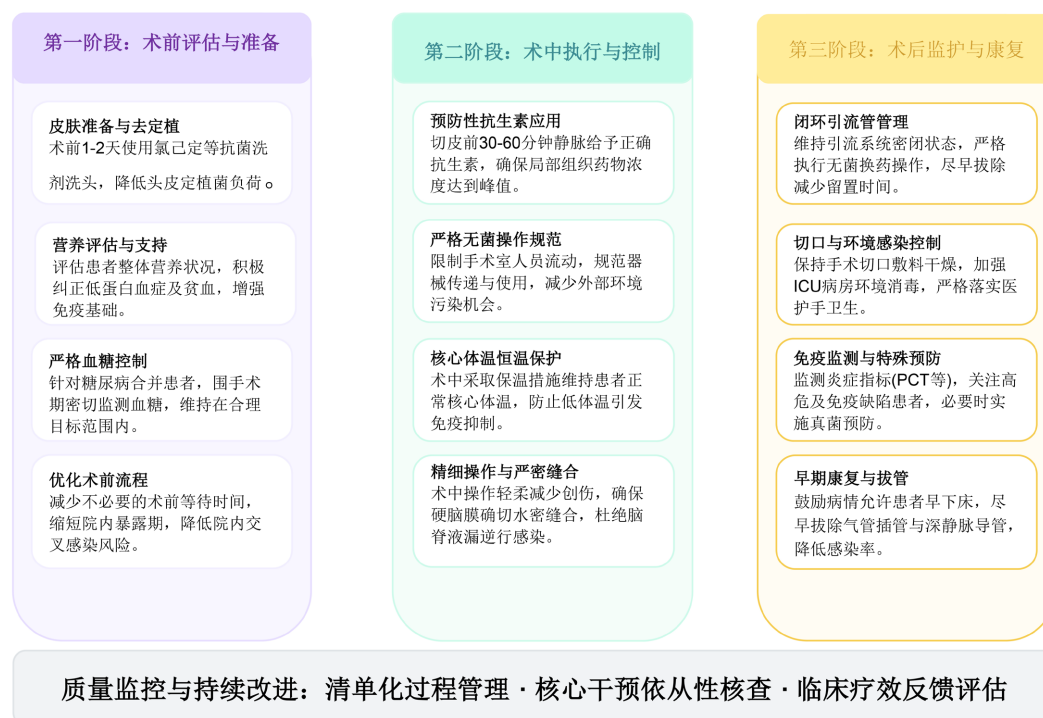 第一阶段：术前评估与准备
皮肤准备与去定植
术前1-2天使用氯己定等抗菌洗
剂洗头，降低头皮定植菌负荷。
营养评估与支持
评估患者整体营养状况，积极
纠正低蛋白血症及贫血，增强
免疫基础。
严格血糖控制
针对糖尿病合并患者，围手术
期密切监测血糖，维持在合理
目标范围内。
优化术前流程
减少不必要的术前等待时间，
缩短院内暴露期，降低院内交
叉感染风险。
第二阶段：术中执行与控制
预防性抗生素应用
切皮前30-60分钟静脉给予正确
抗生素，确保局部组织药物浓
度达到峰值。
严格无菌操作规范
限制手术室人员流动，规范器
械传递与使用，减少外部环境
污染机会。
核心体温恒温保护
术中采取保温措施维持患者正
常核心体温，防止低体温引发
免疫抑制。
精细操作与严密缝合
术中操作轻柔减少创伤，确保
硬脑膜确切水密缝合，杜绝脑
脊液漏逆行感染。
第三阶段：术后监护与康复
闭环引流管管理
维持引流系统密闭状态，严格
执行无菌换药操作，尽早拔除
减少留置时间。
切口与环境感染控制
保持手术切口敷料干燥，加强
ICU病房环境消毒，严格落实医
护手卫生。
免疫监测与特殊预防
监测炎症指标(PCT等)，关注高
危及免疫缺陷患者，必要时实
施真菌预防。
早期康复与拔管
鼓励病情允许患者早下床，尽
早拔除气管插管与深静脉导管，
降低感染率。
质量监控与持续改进：清单化过程管理·核心干预依从性核查·临床疗效反馈评估